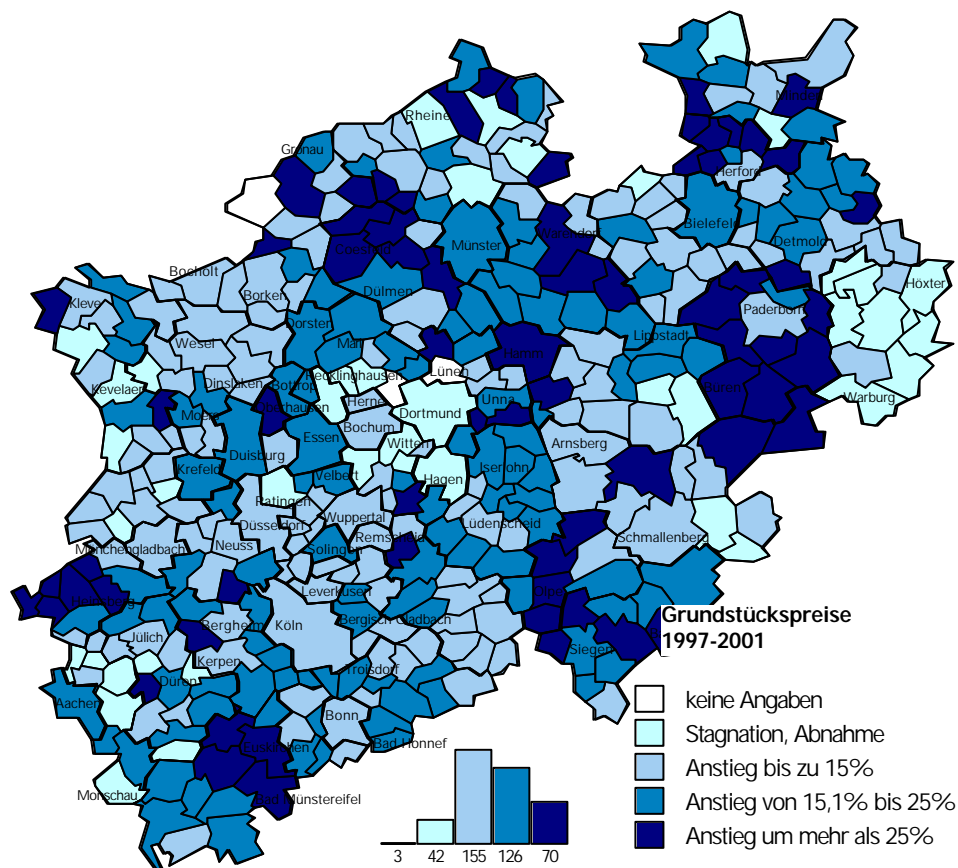 Rheine
Minden
Gronau
Herford
Bielefeld
Münster
Warendorf
Coesfeld
Detmold
Bocholt
Höxter
Kleve
Borken
Dülmen
Paderborn
Dorsten
Wesel
Marl
Lippstadt
Hamm
Kevelaer
Dinslaken
Bottrop
Recklinghausen
Lünen
Büren
Warburg
Moers
Oberhausen
Herne
Dortmund
Unna
Essen
Bochum
Witten
Arnsberg
Krefeld
Duisburg
Velbert
Hagen
Iserlohn
Ratingen
Düsseldorf
Wuppertal
Lüdenscheid
Mönchengladbach
Neuss
Remscheid
Solingen
Schmallenberg
Heinsberg
Leverkusen
Olpe
Jülich
Bergheim
Köln
Bergisch Gladbach
Siegen
Kerpen
Troisdorf
Düren
Aachen
Bonn
Euskirchen
Bad Honnef
Monschau
Bad Münstereifel
Grundstückspreise
1997-2001
keine Angaben
Stagnation, Abnahme
Anstieg bis zu 15%
Anstieg von 15,1% bis 25%
Anstieg um mehr als 25%
3 42 155 126 70